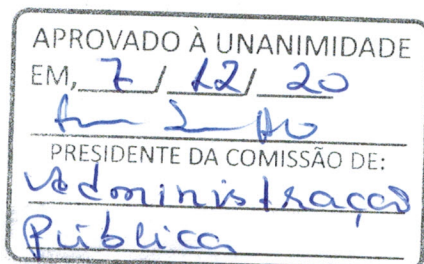 APROVADO À UNANIMIDADE
EM, 7 / 12 / 20
PRESIDENTE DA COMISSÃO DE:
Administração
Pública